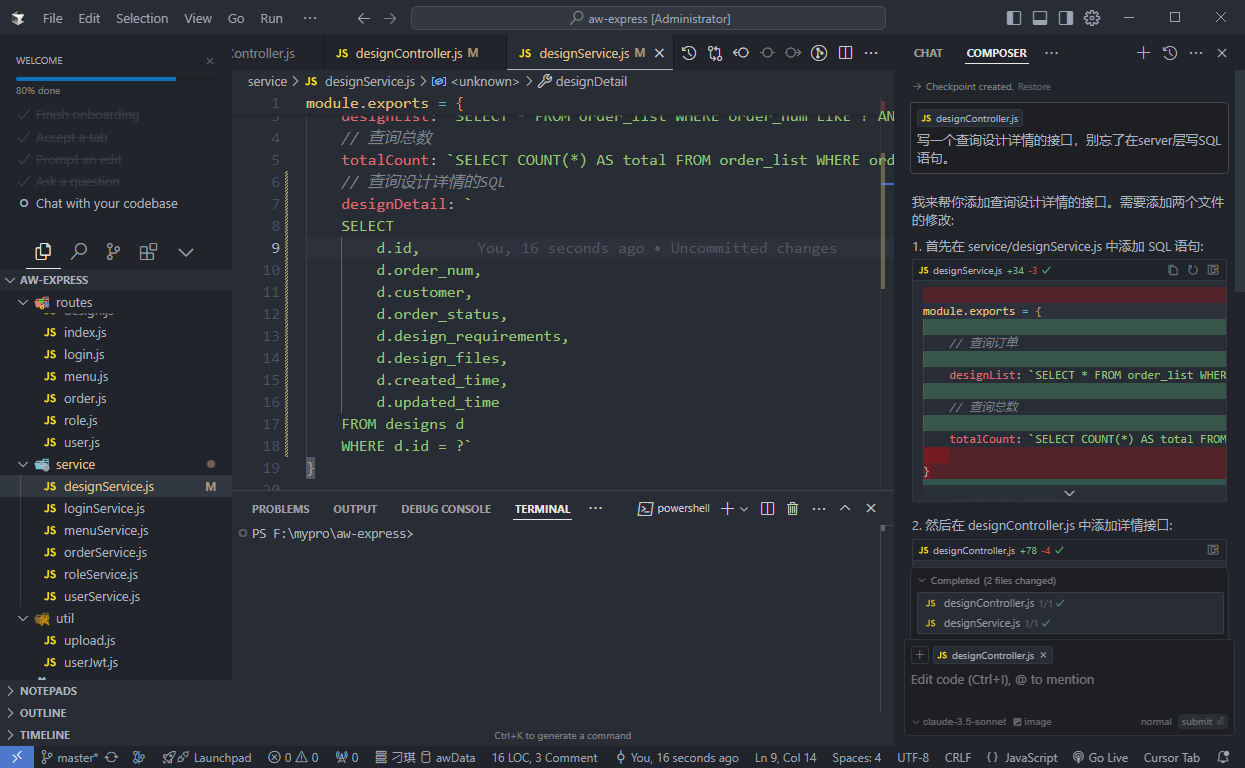 File Edit Selection View Go Run ··· aw-express [Administrator]
WELCOME
80% done
Finish onboarding
Accept a tab
Prompt an edit
Ask a question
Chat with your codebase
AW-EXPRESS
routes
design.js
index.js
login.js
menu.js
order.js
role.js
user.js
service
JS designService.js M
JS loginService.js
JS menuService.js
JS orderService.js
JS roleService.js
JS userService.js
util
JS upload.js
JS userJwt.js
NOTEPADS
OUTLINE
TIMELINE
Controller.js JS designController.js M JS designService.js M
service > JS designService.js > <unknown> > designDetail
1 module.exports = {
3 designList: `SELECT * FROM order_list WHERE order_num LIKE ? AN
4 // 查询总数
5 totalCount: `SELECT COUNT(*) AS total FROM order_list WHERE ord
6 // 查询设计详情的SQL
7 designDetail: `
8 SELECT
9 d.id, You, 16 seconds ago • Uncommitted changes
10 d.order_num,
11 d.customer,
12 d.order_status,
13 d.design_requirements,
14 d.design_files,
15 d.created_time,
16 d.updated_time
17 FROM designs d
18 WHERE d.id = ?`
19 }
20
PROBLEMS OUTPUT DEBUG CONSOLE TERMINAL ··· powershell
PS F:\mypro\aw-express>
Ctrl+K to generate a command
CHAT COMPOSER ···
Checkpoint created. Restore
JS designController.js
写一个查询设计详情的接口，别忘了在server层写SQL
语句。
我来帮你添加查询设计详情的接口。需要添加两个文件
的修改:
1. 首先在 service/designService.js 中添加 SQL 语句:
JS designService.js +34 -3
module.exports = {
// 查询订单
designList: `SELECT * FROM order_list WHER
// 查询总数
totalCount: `SELECT COUNT(*) AS total FROM
}
2. 然后在 designController.js 中添加详情接口:
JS designController.js +78 -4
Completed (2 files changed)
JS designController.js 1/1
JS designService.js 1/1
JS designController.js
Edit code (Ctrl+I), @ to mention
claude-3.5-sonnet image normal submit
master* Launchpad 0 0 0 刁琪 awData 16 LOC, 3 Comment You, 16 seconds ago Ln 9, Col 14 Spaces: 4 UTF-8 CRLF {} JavaScript Go Live Cursor Tab